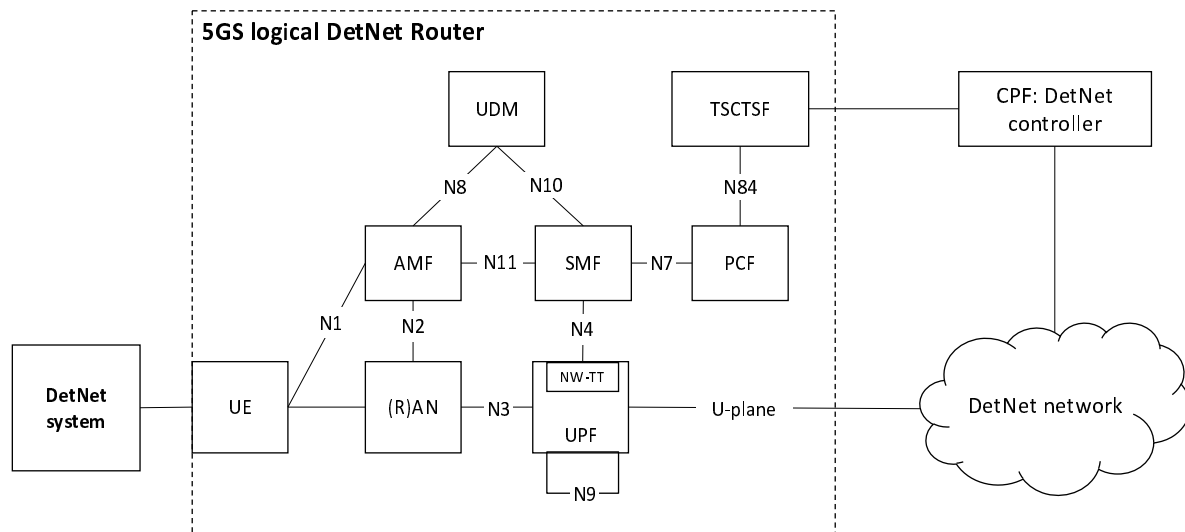 5GS logical DetNet Router
UDM
TSCTSF
CPF: DetNet
controller
N8
N10
N84
AMF
N11
SMF
N7
PCF
N1
N2
N4
DetNet
system
UE
(R)AN
N3
NW-TT
UPF
U-plane
DetNet network
N9